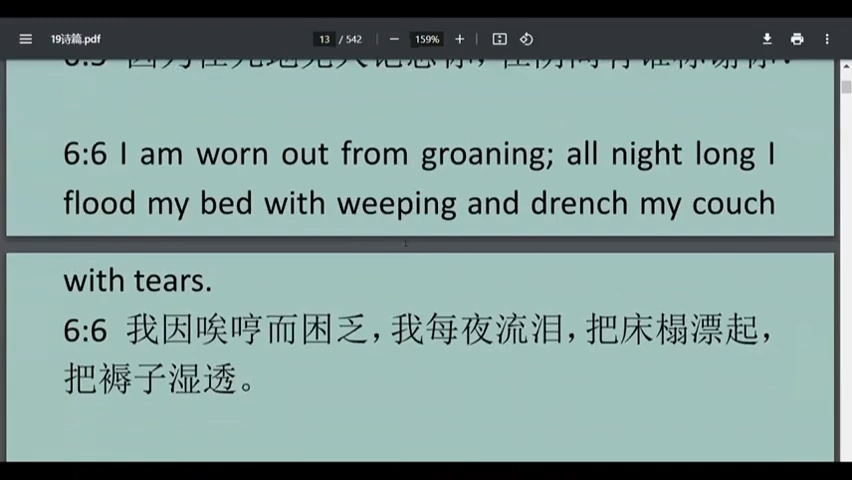 19诗篇.pdf
13 / 542
159%
6:6 I am worn out from groaning; all night long I
flood my bed with weeping and drench my couch
with tears.
6:6 我因唉哼而困乏，我每夜流泪，把床榻漂起，
把褥子湿透。